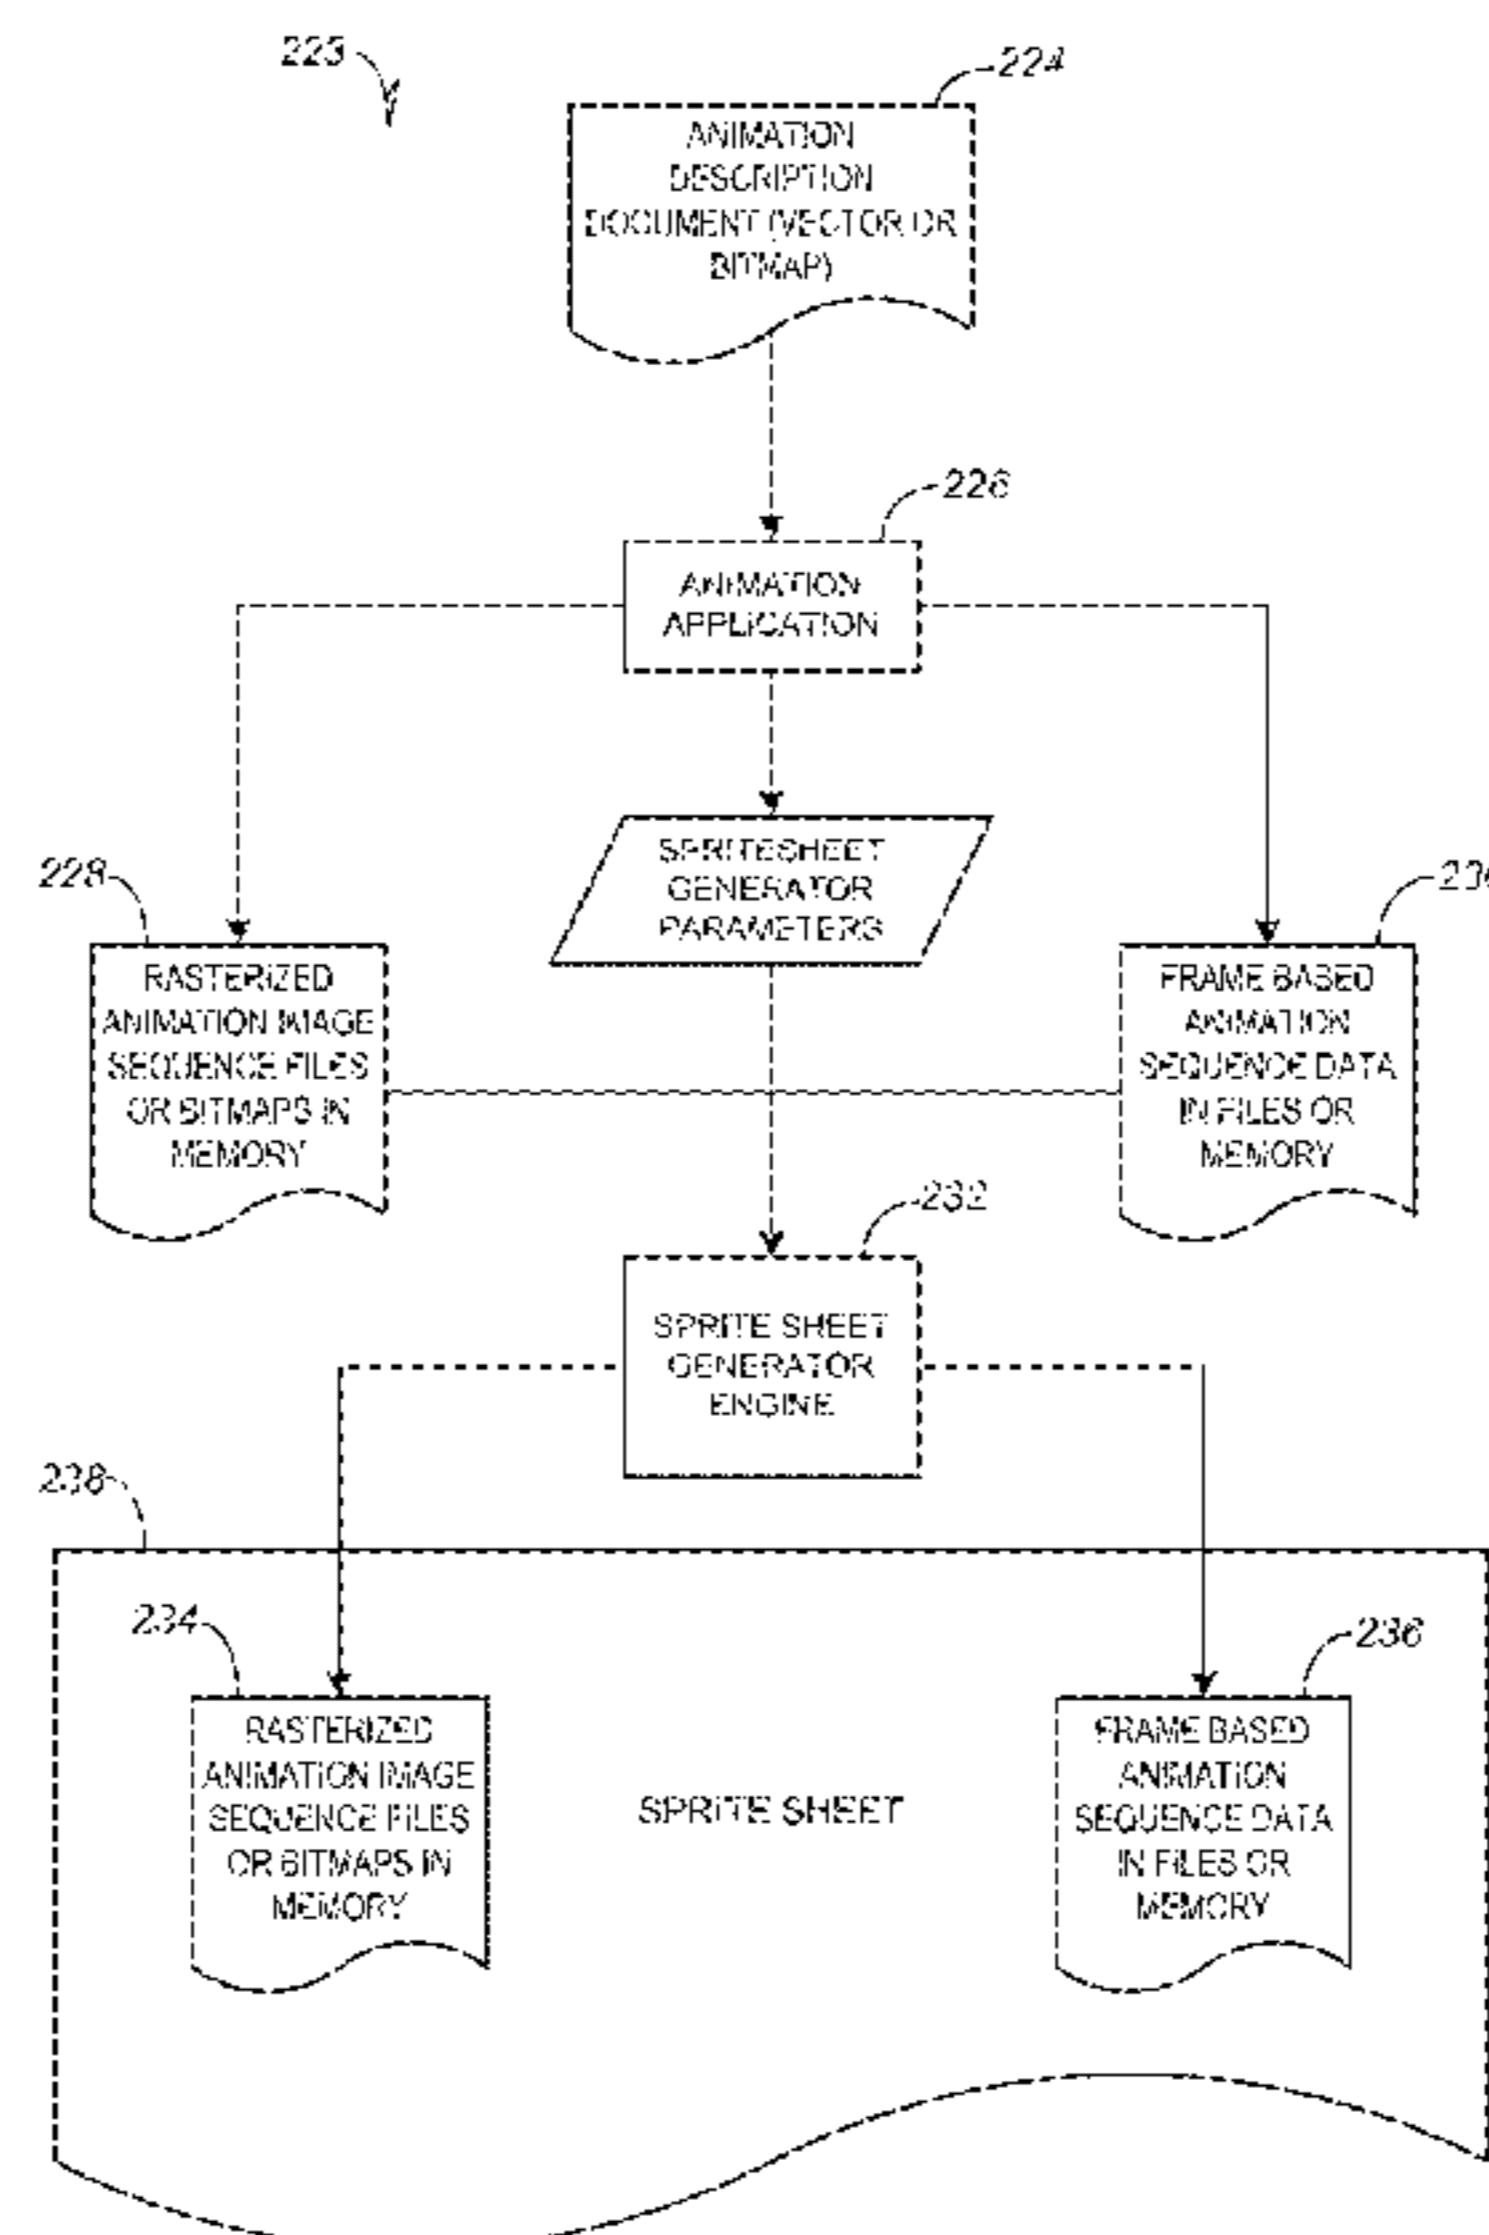 223
224
ANIMATION
DESCRIPTION
DOCUMENT (VECTOR OR
BITMAP)
226
ANIMATION
APPLICATION
SPRITESHEET
GENERATOR
PARAMETERS
228
RASTERIZED
ANIMATION IMAGE
SEQUENCE FILES
OR BITMAPS IN
MEMORY
FRAME BASED
ANIMATION
SEQUENCE DATA
IN FILES OR
MEMORY
232
SPRITE SHEET
GENERATOR
ENGINE
238
234
RASTERIZED
ANIMATION IMAGE
SEQUENCE FILES
OR BITMAPS IN
MEMORY
SPRITE SHEET
236
FRAME BASED
ANIMATION
SEQUENCE DATA
IN FILES OR
MEMORY